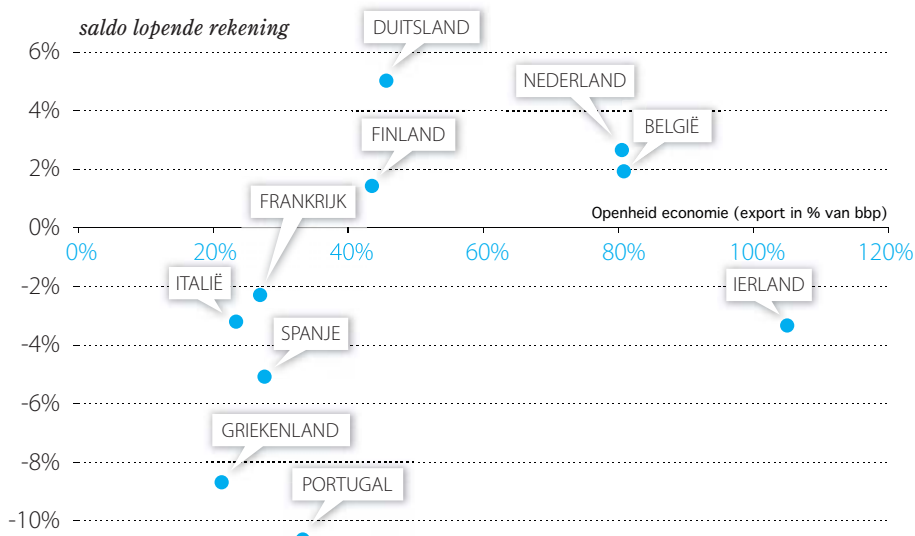 saldo lopende rekening
DUITSLAND
6%
NEDERLAND
4%
BELGIË
FINLAND
2%
FRANKRIJK
Openheid economie (export in % van bbp)
0%
0% 20% 40% 60% 80% 100% 120%
ITALIË
IERLAND
-2%
SPANJE
-4%
-6%
GRIEKENLAND
-8%
PORTUGAL
-10%